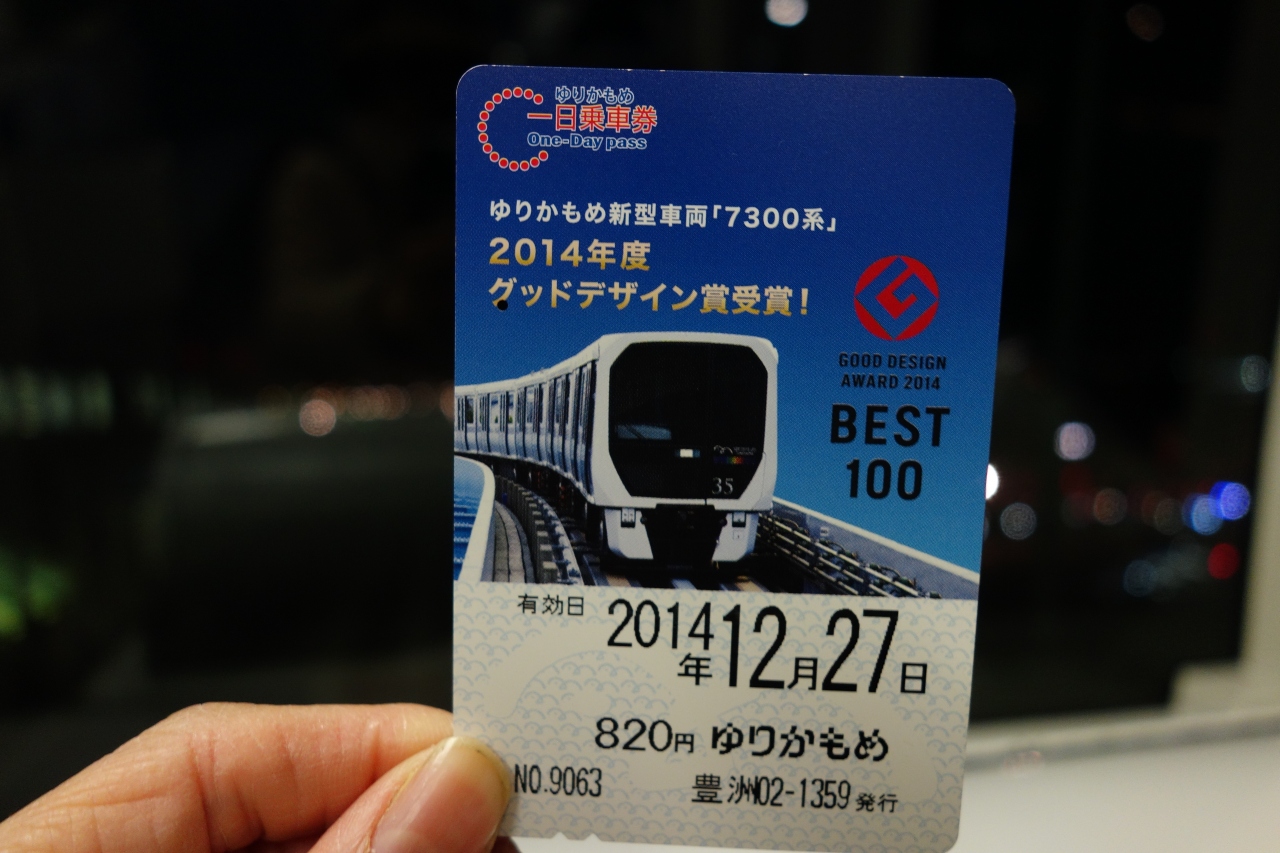 ゆりかもめ
一日乗車券
One-Day pass
ゆりかもめ新型車両「7300系」
2014年度
グッドデザイン賞受賞！
GOOD DESIGN
AWARD 2014
BEST
100
35
有効日 2014年12月27日
820円 ゆりかもめ
NO.9063 豊洲02-1359発行